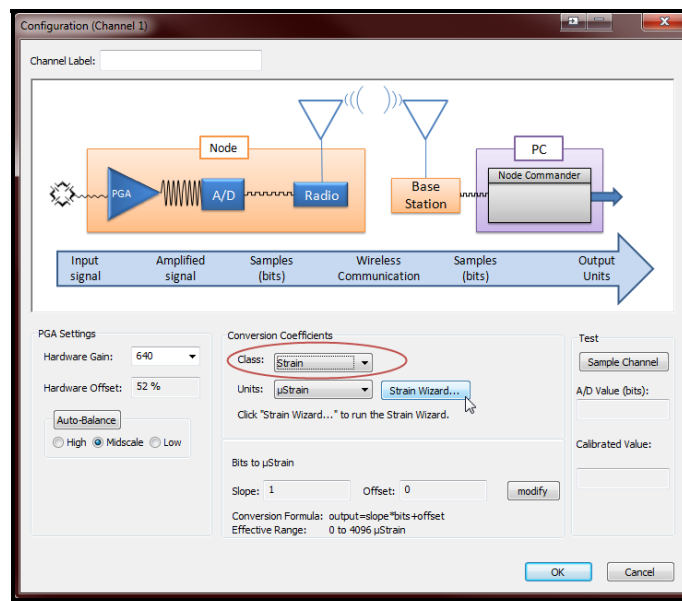 Configuration (Channel 1)
Channel Label:
Node
PC
PGA
A/D
Radio
Base
Station
Node Commander
Input
signal
Amplified
signal
Samples
(bits)
Wireless
Communication
Samples
(bits)
Output
Units
PGA Settings
Hardware Gain: 640
Hardware Offset: 52 %
Auto-Balance
High Midscale Low
Conversion Coefficients
Class: Strain
Units: µStrain Strain Wizard...
Click "Strain Wizard..." to run the Strain Wizard.
Bits to µStrain
Slope: 1 Offset: 0 modify
Conversion Formula: output=slope*bits+offset
Effective Range: 0 to 4096 µStrain
Test
Sample Channel
A/D Value (bits):
Calibrated Value:
OK Cancel